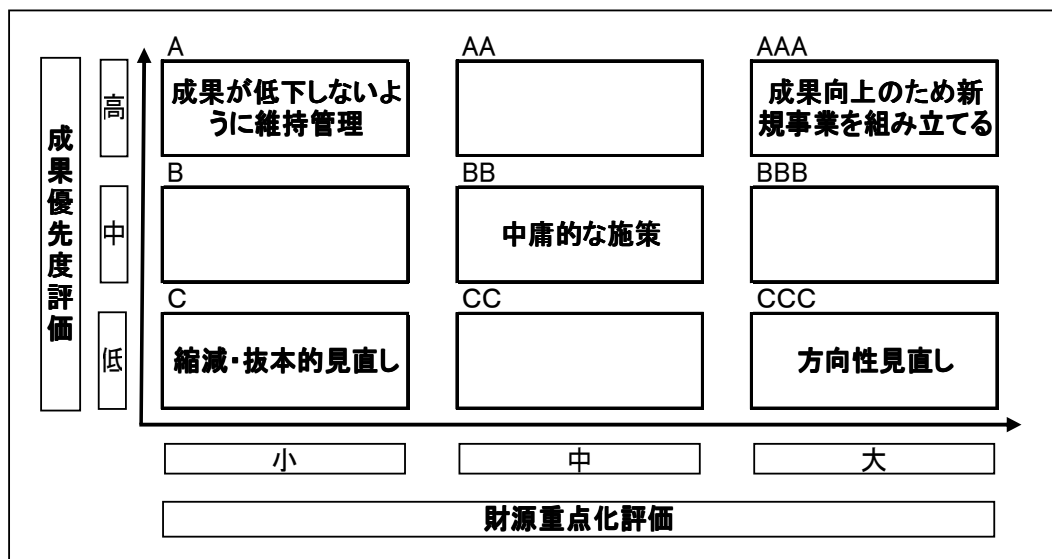 A
AA
AAA
成果が低下しないよ
うに維持管理
成果向上のため新
規事業を組み立てる
高
成果優先度評価
B
BB
BBB
中
中庸的な施策
C
CC
CCC
低
縮減・抜本的見直し
方向性見直し
小
中
大
財源重点化評価